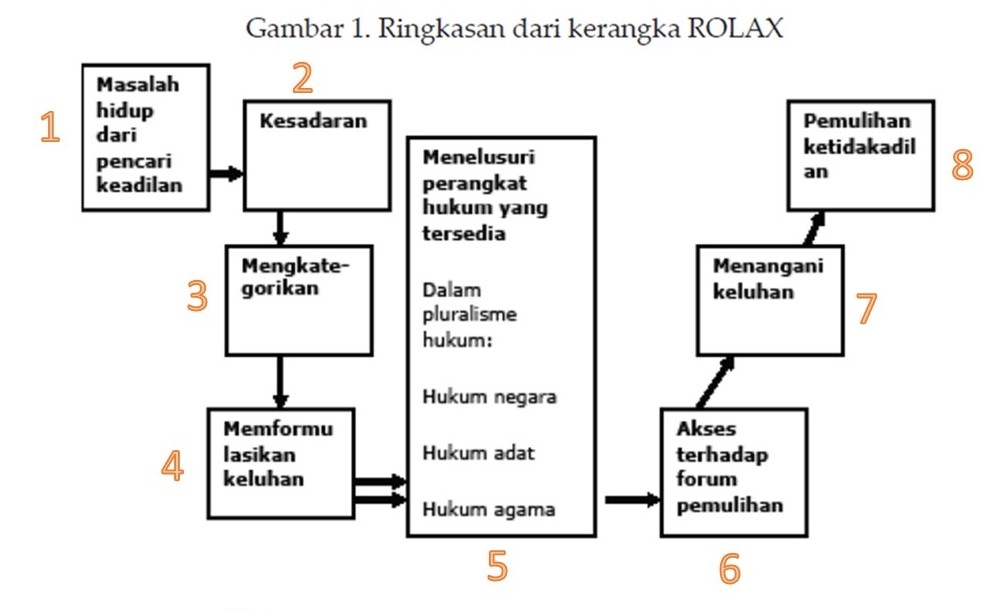 Gambar 1. Ringkasan dari kerangka ROLAX
1
Masalah
hidup
dari
pencari
keadilan
2
Kesadaran
3
Mengkate-
gorikan
4
Memformu
lasikan
keluhan
Menelusuri
perangkat
hukum yang
tersedia
Dalam
pluralisme
hukum:
Hukum negara
Hukum adat
Hukum agama
5
Akses
terhadap
forum
pemulihan
6
Menangani
keluhan
7
Pemulihan
ketidakadil
an
8